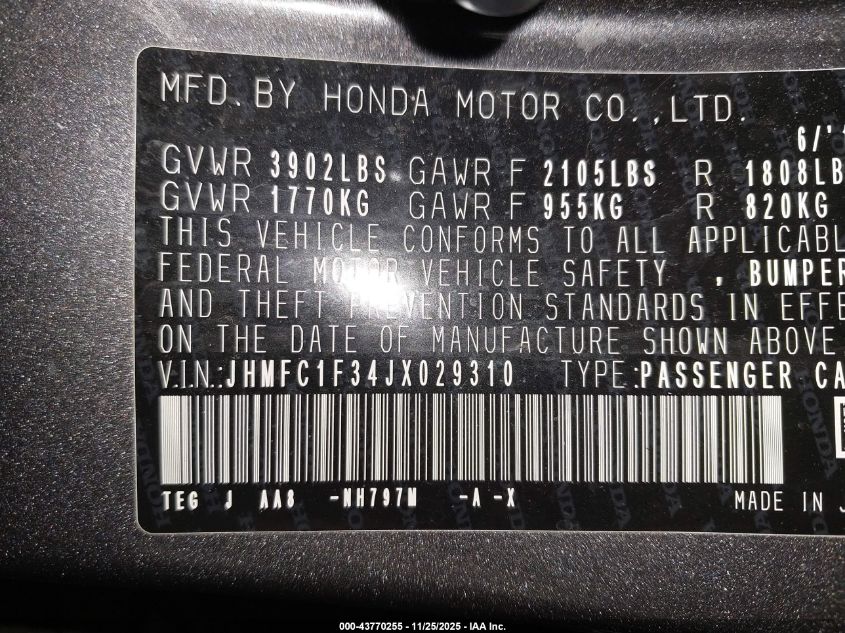 MFD. BY HONDA MOTOR CO.,LTD.
6/'
GVWR 3902LBS GAWR F 2105LBS R 1808LB
GVWR 1770KG GAWR F 955KG R 820KG
THIS VEHICLE CONFORMS TO ALL APPLICABL
FEDERAL MOTOR VEHICLE SAFETY , BUMPER
AND THEFT PREVENTION STANDARDS IN EFFE
ON THE DATE OF MANUFACTURE SHOWN ABOVE
V.I.N.:JHMFC1F34JX029310 TYPE:PASSENGER CA
TEG J AA8 -NH797M -A -X MADE IN J
000-43770255 - 11/25/2025 - IAA Inc.